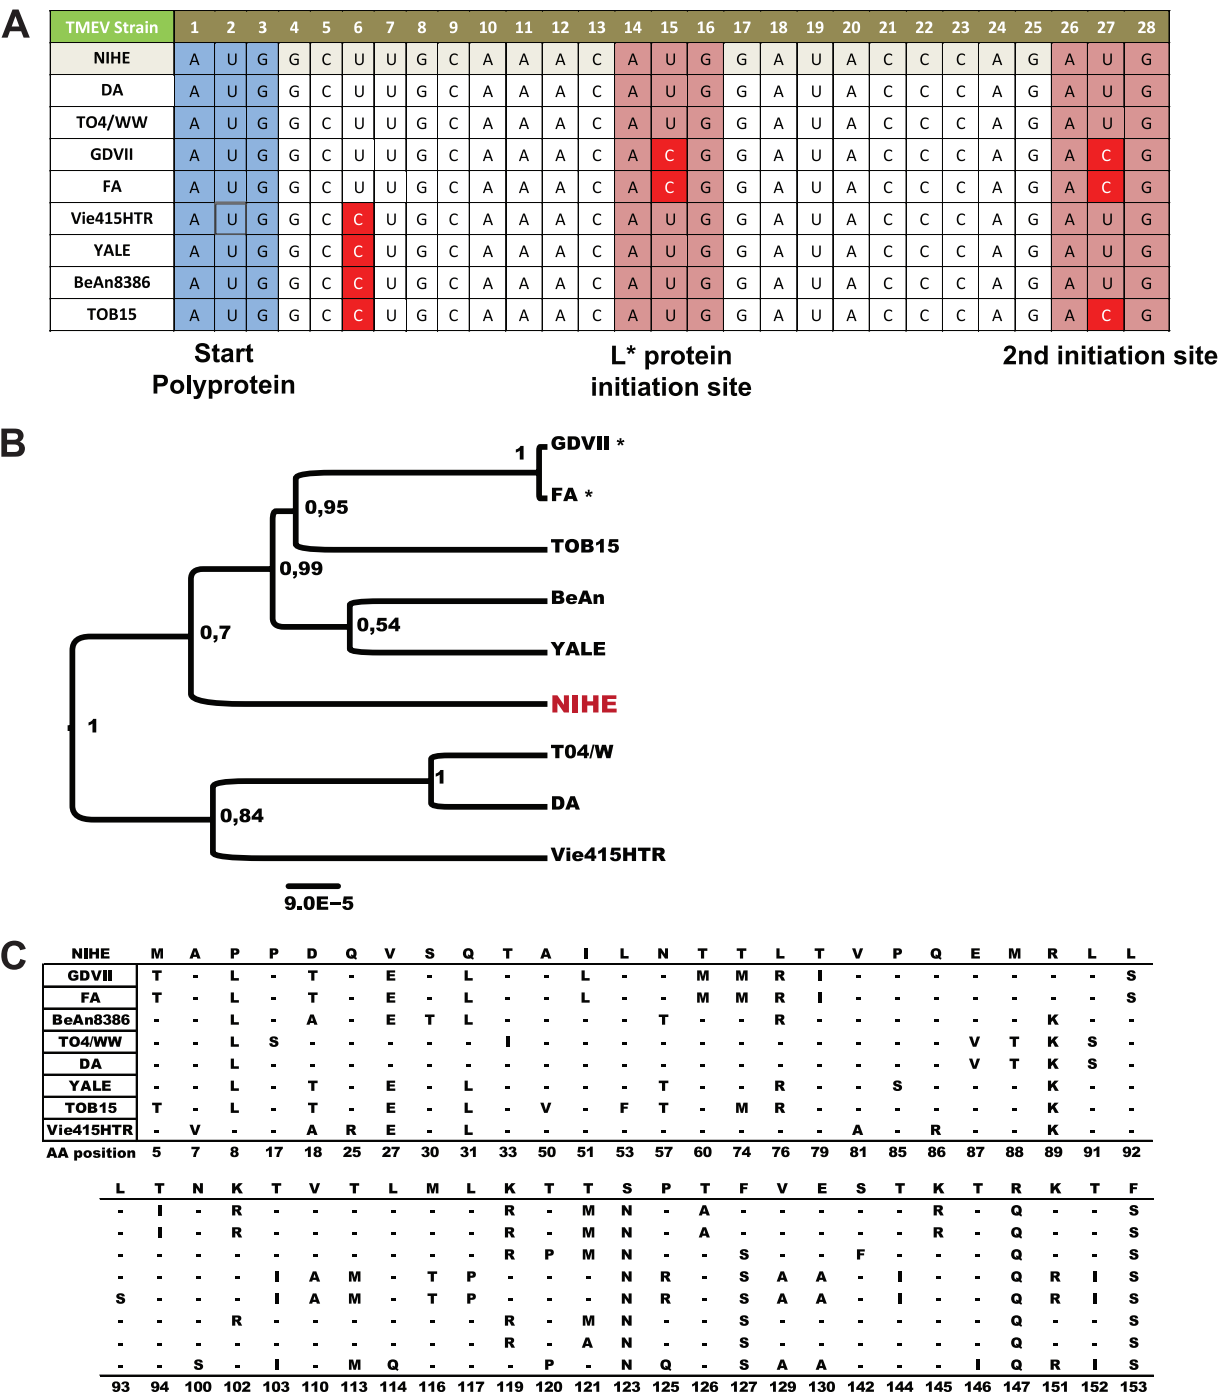 A
TMEV Strain 1 2 3 4 5 6 7 8 9 10 11 12 13 14 15 16 17 18 19 20 21 22 23 24 25 26 27 28
NIHE A U G G C U U G C A A A C A U G G A U A C C C A G A U G
DA A U G G C U U G C A A A C A U G G A U A C C C A G A U G
TO4/WW A U G G C U U G C A A A C A U G G A U A C C C A G A U G
GDVII A U G G C U U G C A A A C A C G G A U A C C C A G A C G
FA A U G G C U U G C A A A C A C G G A U A C C C A G A C G
Vie415HTR A U G G C C U G C A A A C A U G G A U A C C C A G A U G
YALE A U G G C C U G C A A A C A U G G A U A C C C A G A U G
BeAn8386 A U G G C C U G C A A A C A U G G A U A C C C A G A U G
TOB15 A U G G C C U G C A A A C A U G G A U A C C C A G A C G
Start Polyprotein
L* protein initiation site
2nd initiation site
B
GDVII *
1
FA *
0,95
TOB15
0,99
BeAn
0,54
YALE
0,7
NIHE
1
T04/W
1
DA
0,84
Vie415HTR
9.0E-5
C
NIHE M A P P D Q V S Q T A I L N T T L T V P Q E M R L L
GDVII T - L - T - E - L - - L - - M M R I - - - - - - - S
FA T - L - T - E - L - - L - - M M R I - - - - - - - S
BeAn8386 - - L - A - E T L - - - - T - - R - - - - - - K - -
TO4/WW - - L S - - - - - I - - - - - - - - - - - V T K S -
DA - - L - - - - - - - - - - - - - - - - - - V T K S -
YALE - - L - T - E - L - - - - T - - R - - S - - - K - -
TOB15 T - L - T - E - L - V - F T - M R - - - - - - K - -
Vie415HTR - V - - A R E - L - - - - - - - - - A - R - - K - -
AA position 5 7 8 17 18 25 27 30 31 33 50 51 53 57 60 74 76 79 81 85 86 87 88 89 91 92
L T N K T V T L M L K T T S P T F V E S T K T R K T F
- I - R - - - - - - R - M N - A - - - - - R - Q - - S
- I - R - - - - - - R - M N - A - - - - - R - Q - - S
- - - - - - - - - - R P M N - - S - - F - - - Q - - S
- - - - I A M - T P - - - N R - S A A - I - - Q R I S
S - - - I A M - T P - - - N R - S A A - I - - Q R I S
- - - R - - - - - - R - M N - - S - - - - - - Q - - S
- - - - - - - - - - R - A N - - S - - - - - - Q - - S
- - S - I - M Q - - - P - N Q - S A A - - - I Q R I S
93 94 100 102 103 110 113 114 116 117 119 120 121 123 125 126 127 129 130 142 144 145 146 147 151 152 153